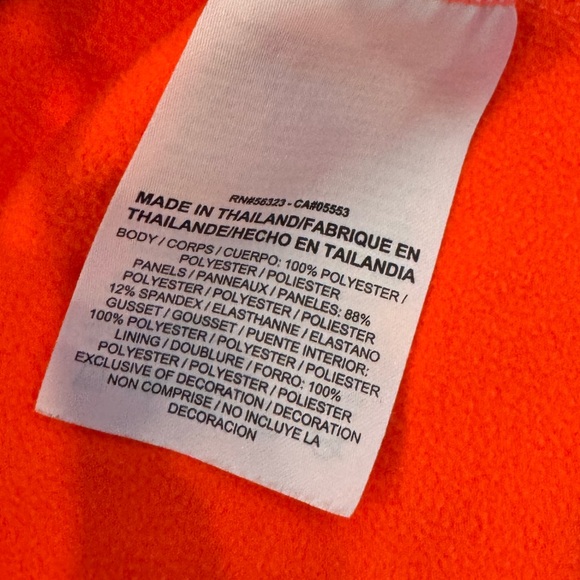 RN#56323 - CA#05553
MADE IN THAILAND/FABRIQUE EN
THAILANDE/HECHO EN TAILANDIA
BODY / CORPS / CUERPO: 100% POLYESTER /
POLYESTER / POLIESTER
PANELS / PANNEAUX / PANELES: 88%
POLYESTER / POLYESTER / POLIESTER
12% SPANDEX / ELASTHANNE / ELASTANO
GUSSET / GOUSSET / PUENTE INTERIOR:
100% POLYESTER / POLYESTER / POLIESTER
LINING / DOUBLURE / FORRO: 100%
POLYESTER / POLYESTER / POLIESTER
EXCLUSIVE OF DECORATION / DECORATION
NON COMPRISE / NO INCLUYE LA
DECORACION